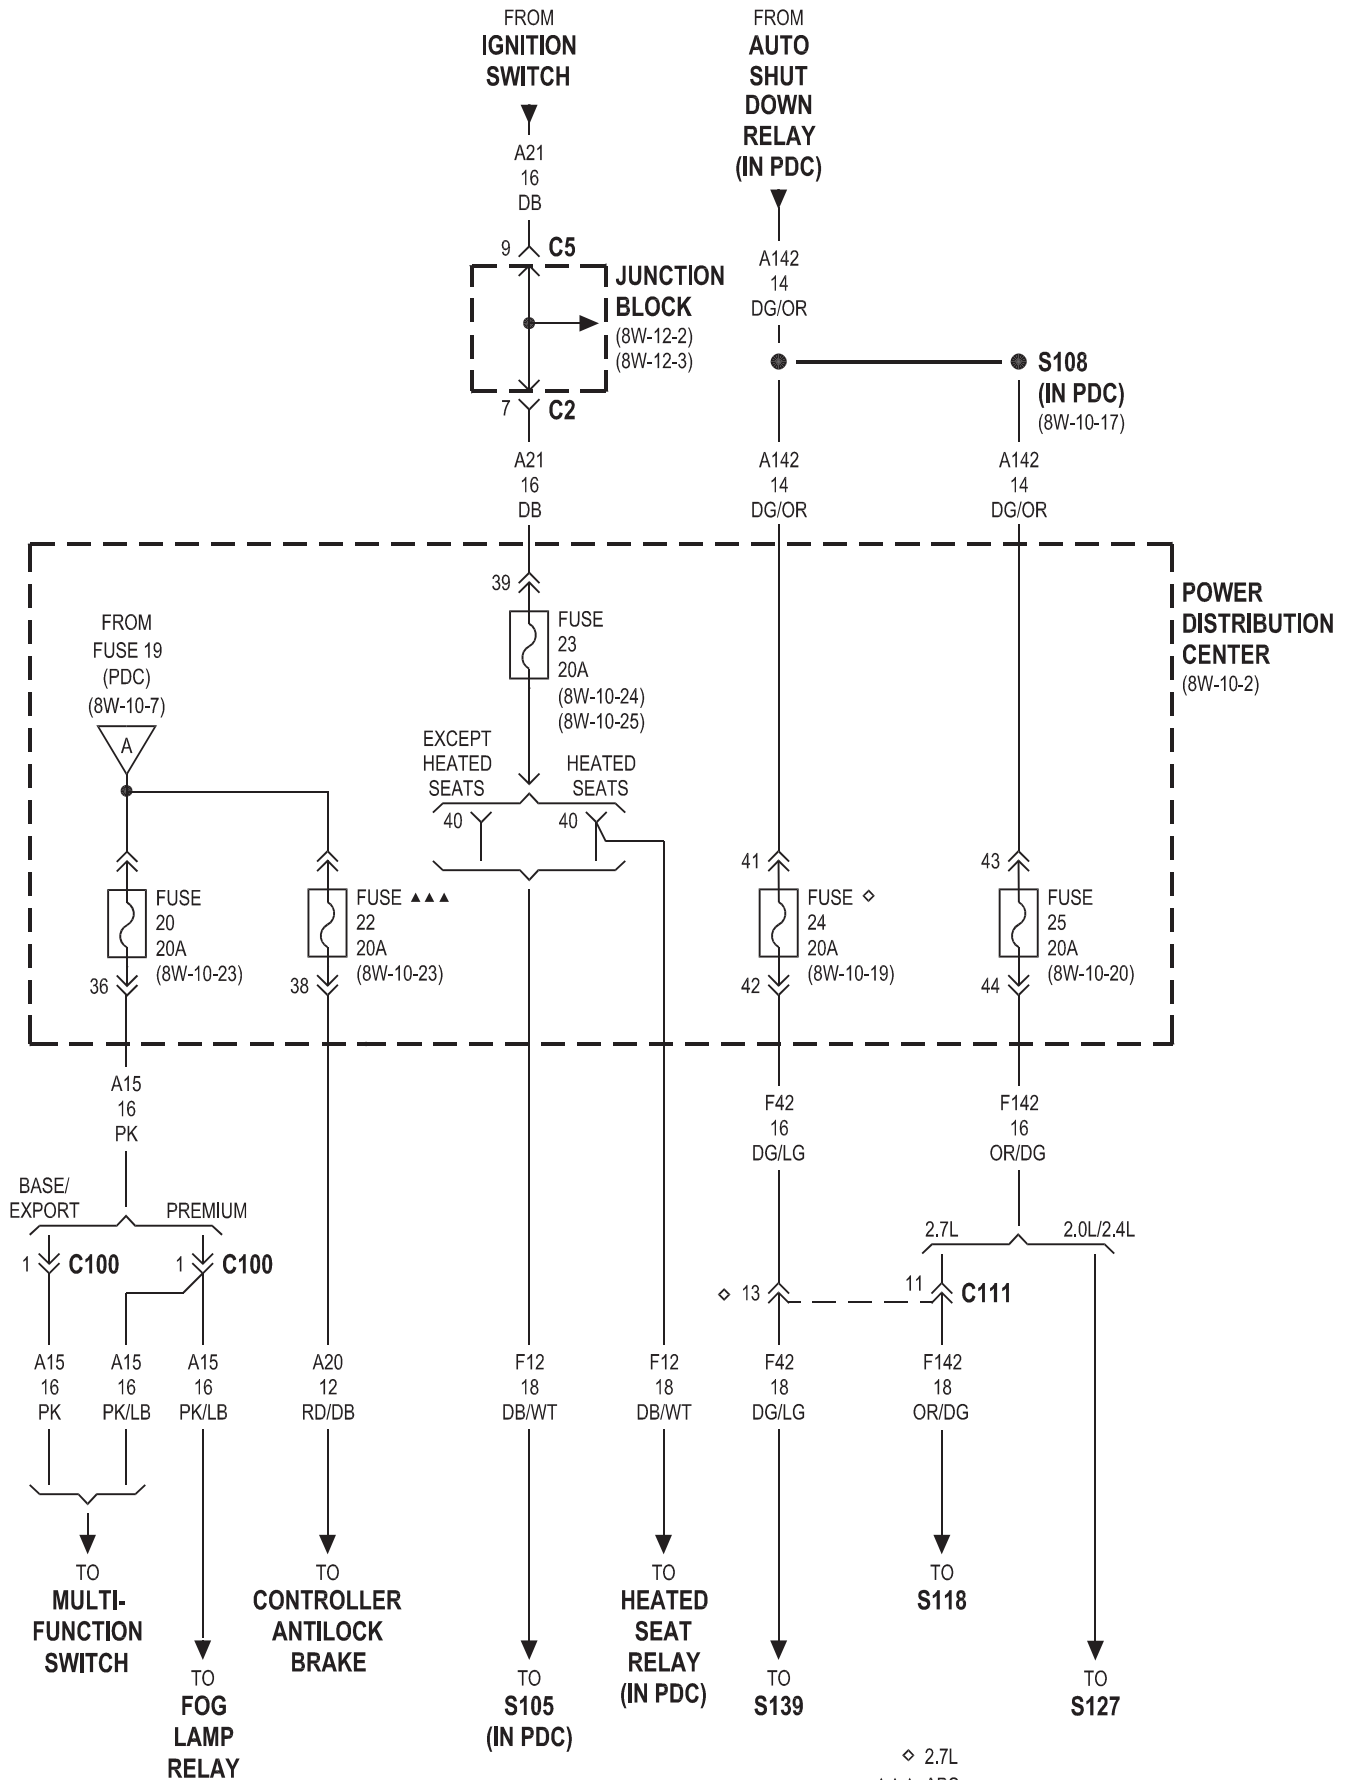 FROM
IGNITION
SWITCH
FROM
AUTO
SHUT
DOWN
RELAY
(IN PDC)
A21
16
DB
9 C5
JUNCTION
BLOCK
(8W-12-2)
(8W-12-3)
7 C2
A142
14
DG/OR
S108
(IN PDC)
(8W-10-17)
A21
16
DB
A142
14
DG/OR
A142
14
DG/OR
POWER
DISTRIBUTION
CENTER
(8W-10-2)
FROM
FUSE 19
(PDC)
(8W-10-7)
A
39
FUSE
23
20A
(8W-10-24)
(8W-10-25)
EXCEPT
HEATED
SEATS
HEATED
SEATS
40
40
FUSE
20
20A
(8W-10-23)
36
FUSE ▲▲▲
22
20A
(8W-10-23)
38
41
FUSE ◇
24
20A
(8W-10-19)
42
43
FUSE
25
20A
(8W-10-20)
44
A15
16
PK
F42
16
DG/LG
F142
16
OR/DG
BASE/
EXPORT
PREMIUM
1 C100
1 C100
2.7L
2.0L/2.4L
◇ 13
11 C111
A15
16
PK
A15
16
PK/LB
A15
16
PK/LB
A20
12
RD/DB
F12
18
DB/WT
F12
18
DB/WT
F42
18
DG/LG
F142
18
OR/DG
TO
MULTI-
FUNCTION
SWITCH
TO
FOG
LAMP
RELAY
TO
CONTROLLER
ANTILOCK
BRAKE
TO
S105
(IN PDC)
TO
HEATED
SEAT
RELAY
(IN PDC)
TO
S139
TO
S118
TO
S127
◇ 2.7L